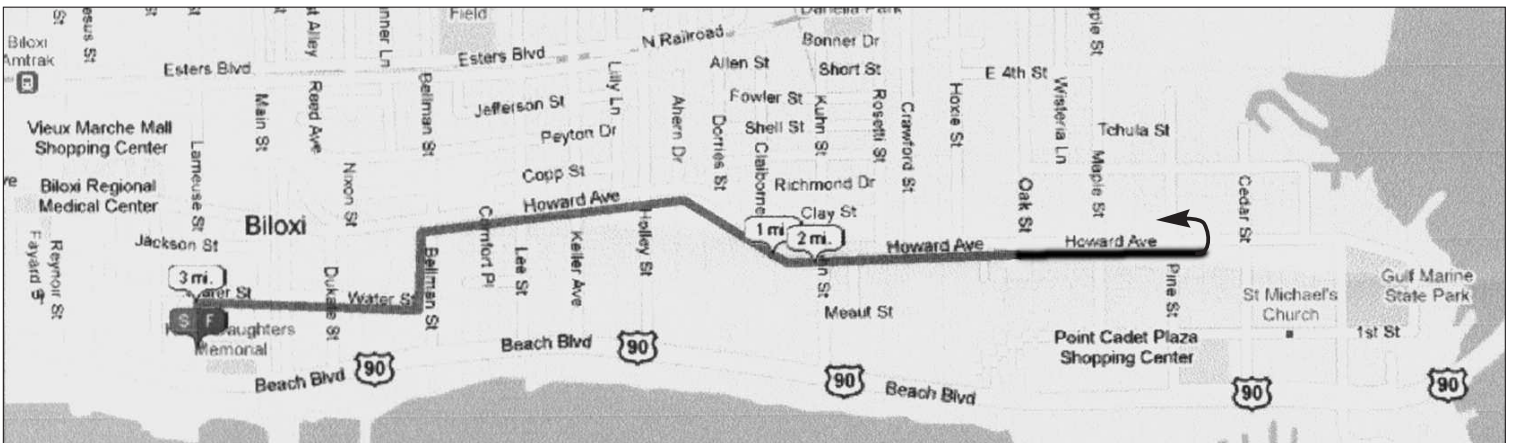 St
St
Field
Danella Park
Biloxi
Amtrak
Esters Blvd
Esters Blvd
N Railroad
Bonner Dr
Allen St
Short St
E 4th St
Main St
Reed Ave
Bellman St
Lilly Ln
Jefferson St
Ahern Dr
Fowler St
Kuhn St
Rosetti St
Crawford St
Hoxie St
Wisteria Ln
Vieux Marche Mall
Shopping Center
Peyton Dr
Dorries St
Shell St
Claiborne
Tchula St
Maple St
Lameuse St
Nixon St
Copp St
Richmond Dr
Oak St
Cedar St
Biloxi Regional
Medical Center
Howard Ave
Clay St
Biloxi
Comfort Pl
Holley St
1 mi.
2 mi.
Howard Ave
Howard Ave
Jackson St
Fayard St
Reynoir St
Lee St
Keller Ave
Bellman St
3 mi.
Water St
Dukate St
Pine St
Gulf Marine
State Park
St Michael's
Church
S F
Daughters
Memorial
Meaut St
1st St
Beach Blvd
90
Point Cadet Plaza
Shopping Center
Beach Blvd
90
90
Beach Blvd
90
90